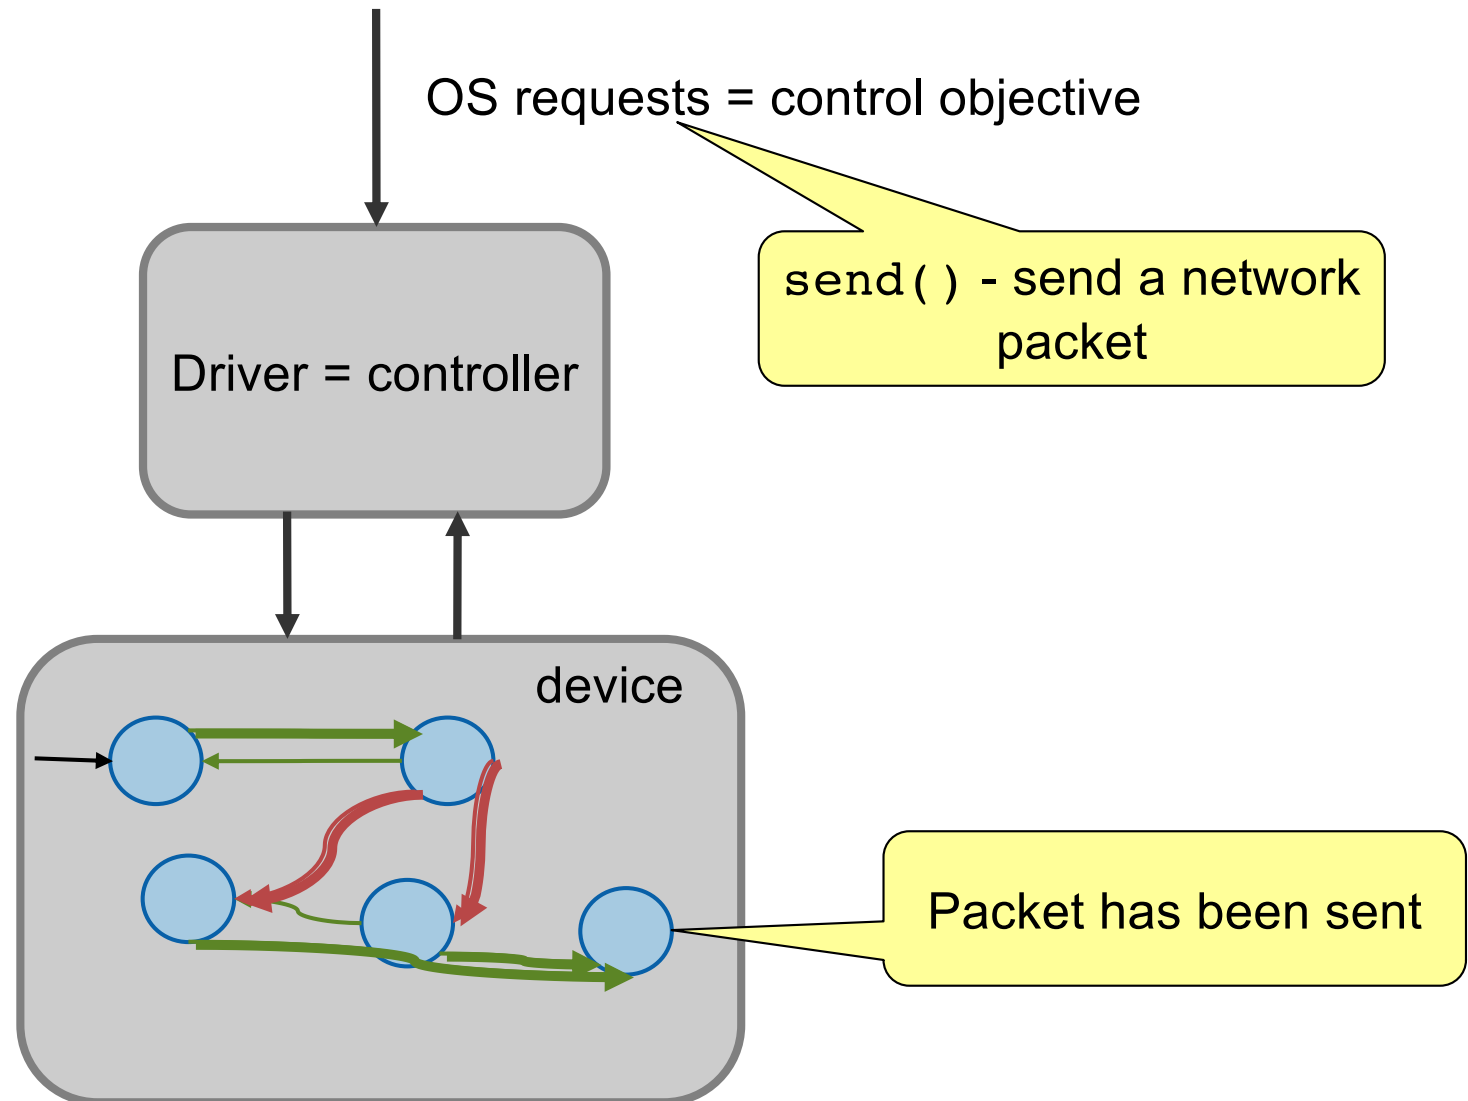 OS requests = control objective
send() - send a network
packet
Driver = controller
device
Packet has been sent